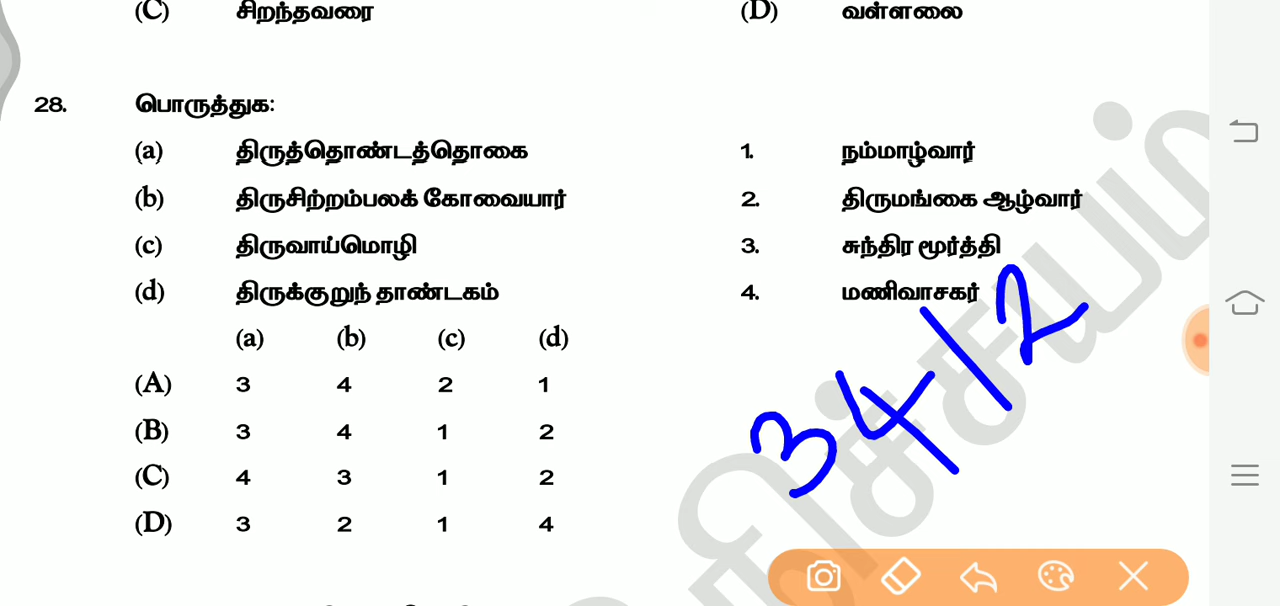 (C) சிறந்தவரை (D) வள்ளலை
28. பொருத்துக:
(a) திருத்தொண்டத்தொகை 1. நம்மாழ்வார்
(b) திருசிற்றம்பலக் கோவையார் 2. திருமங்கை ஆழ்வார்
(c) திருவாய்மொழி 3. சுந்திர மூர்த்தி
(d) திருக்குறுந் தாண்டகம் 4. மணிவாசகர்
(a) (b) (c) (d)
(A) 3 4 2 1
(B) 3 4 1 2
(C) 4 3 1 2
(D) 3 2 1 4
3412